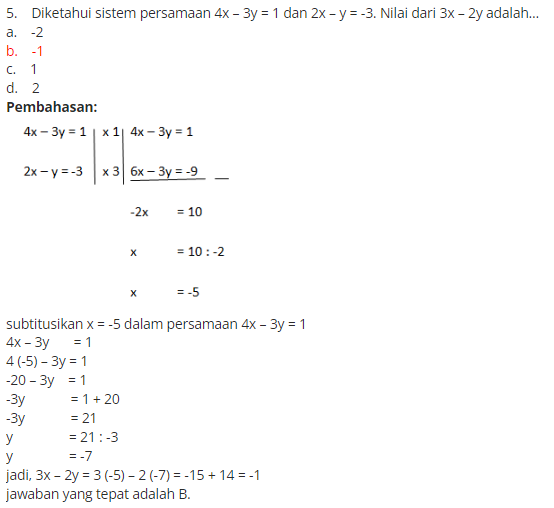 5. Diketahui sistem persamaan 4x – 3y = 1 dan 2x – y = -3. Nilai dari 3x – 2y adalah...
a. -2
b. -1
c. 1
d. 2
Pembahasan:
4x – 3y = 1 | x 1 | 4x – 3y = 1
2x – y = -3 | x 3 | 6x – 3y = -9 _
-2x = 10
x = 10 : -2
x = -5
subtitusikan x = -5 dalam persamaan 4x – 3y = 1
4x – 3y = 1
4 (-5) – 3y = 1
-20 – 3y = 1
-3y = 1 + 20
-3y = 21
y = 21 : -3
y = -7
jadi, 3x – 2y = 3 (-5) – 2 (-7) = -15 + 14 = -1
jawaban yang tepat adalah B.